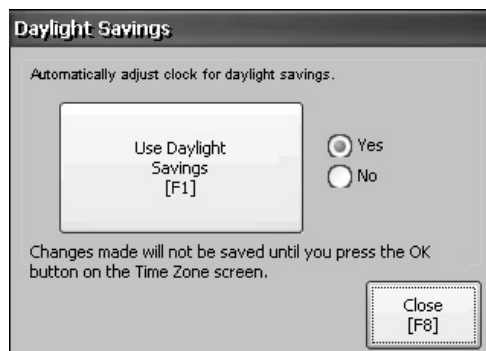 Daylight Savings
Automatically adjust clock for daylight savings.
Use Daylight
Savings
[F1]
Yes
No
Changes made will not be saved until you press the OK
button on the Time Zone screen.
Close
[F8]